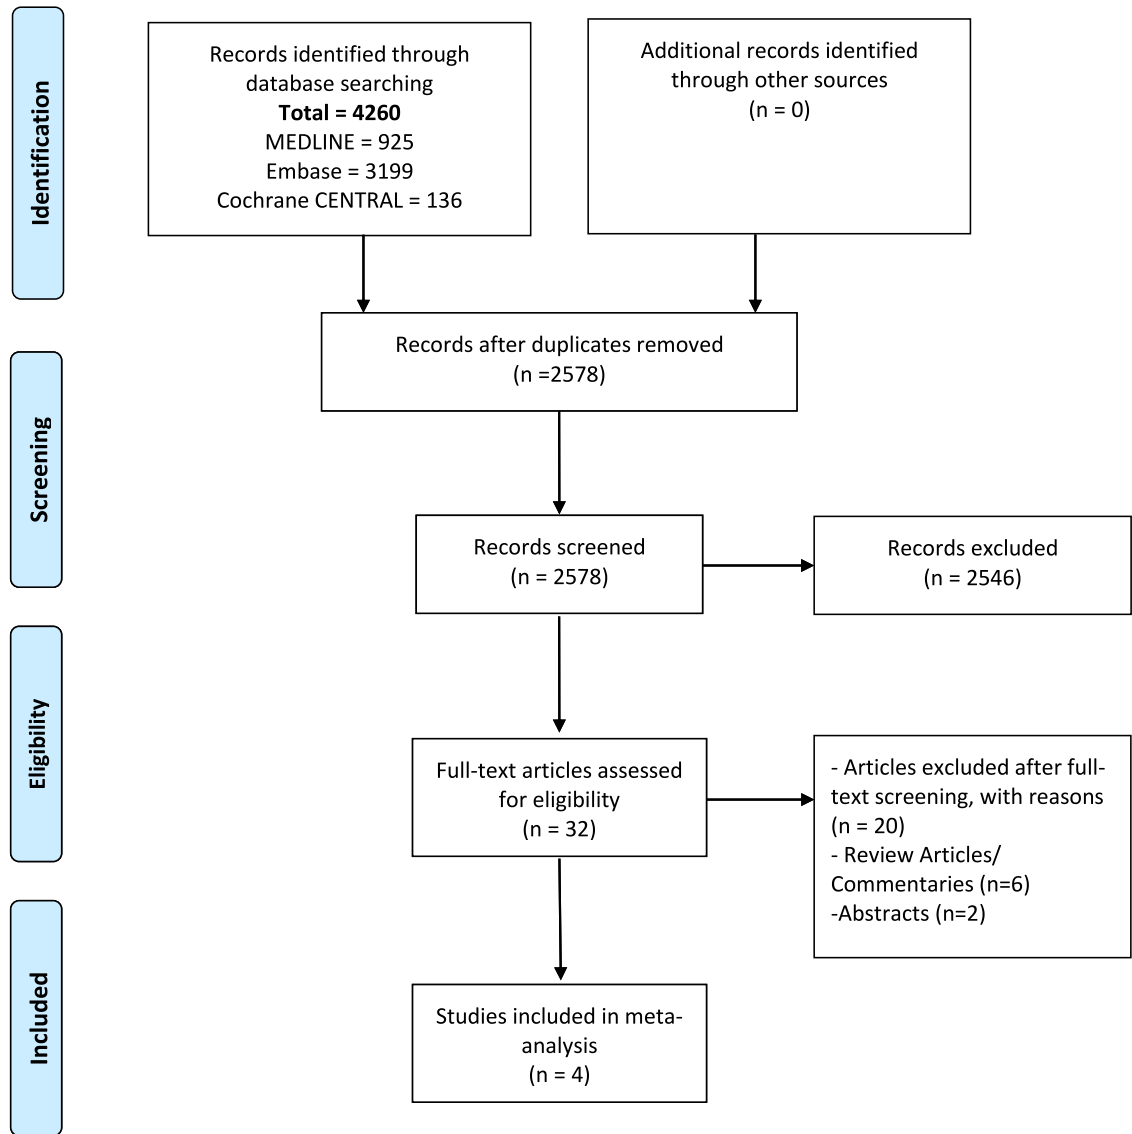 Identification
Records identified through
database searching
Total = 4260
MEDLINE = 925
Embase = 3199
Cochrane CENTRAL = 136
Additional records identified
through other sources
(n = 0)
Records after duplicates removed
(n =2578)
Screening
Records screened
(n = 2578)
Records excluded
(n = 2546)
Eligibility
Full-text articles assessed
for eligibility
(n = 32)
- Articles excluded after full-
text screening, with reasons
(n = 20)
- Review Articles/
Commentaries (n=6)
-Abstracts (n=2)
Included
Studies included in meta-
analysis
(n = 4)